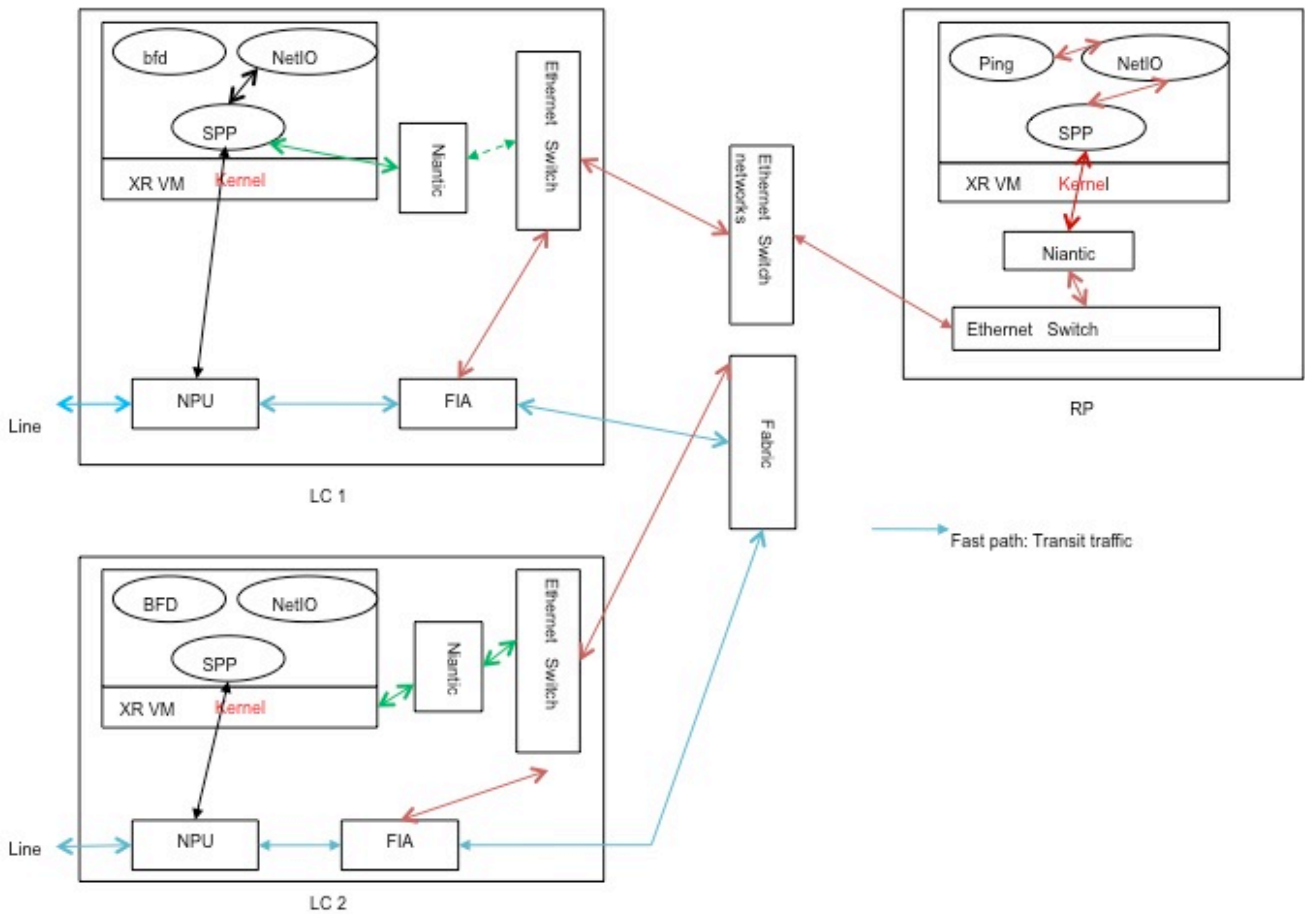 bfd
NetIO
SPP
XR VM
Kernel
Niantic
Ethernet Switch
NPU
FIA
Line
LC 1
Ethernet Switch
networks
Fabric
Ping
NetIO
SPP
XR VM
Kernel
Niantic
Ethernet Switch
RP
Fast path: Transit traffic
BFD
NetIO
SPP
XR VM
Kernel
Niantic
Ethernet Switch
NPU
FIA
Line
LC 2